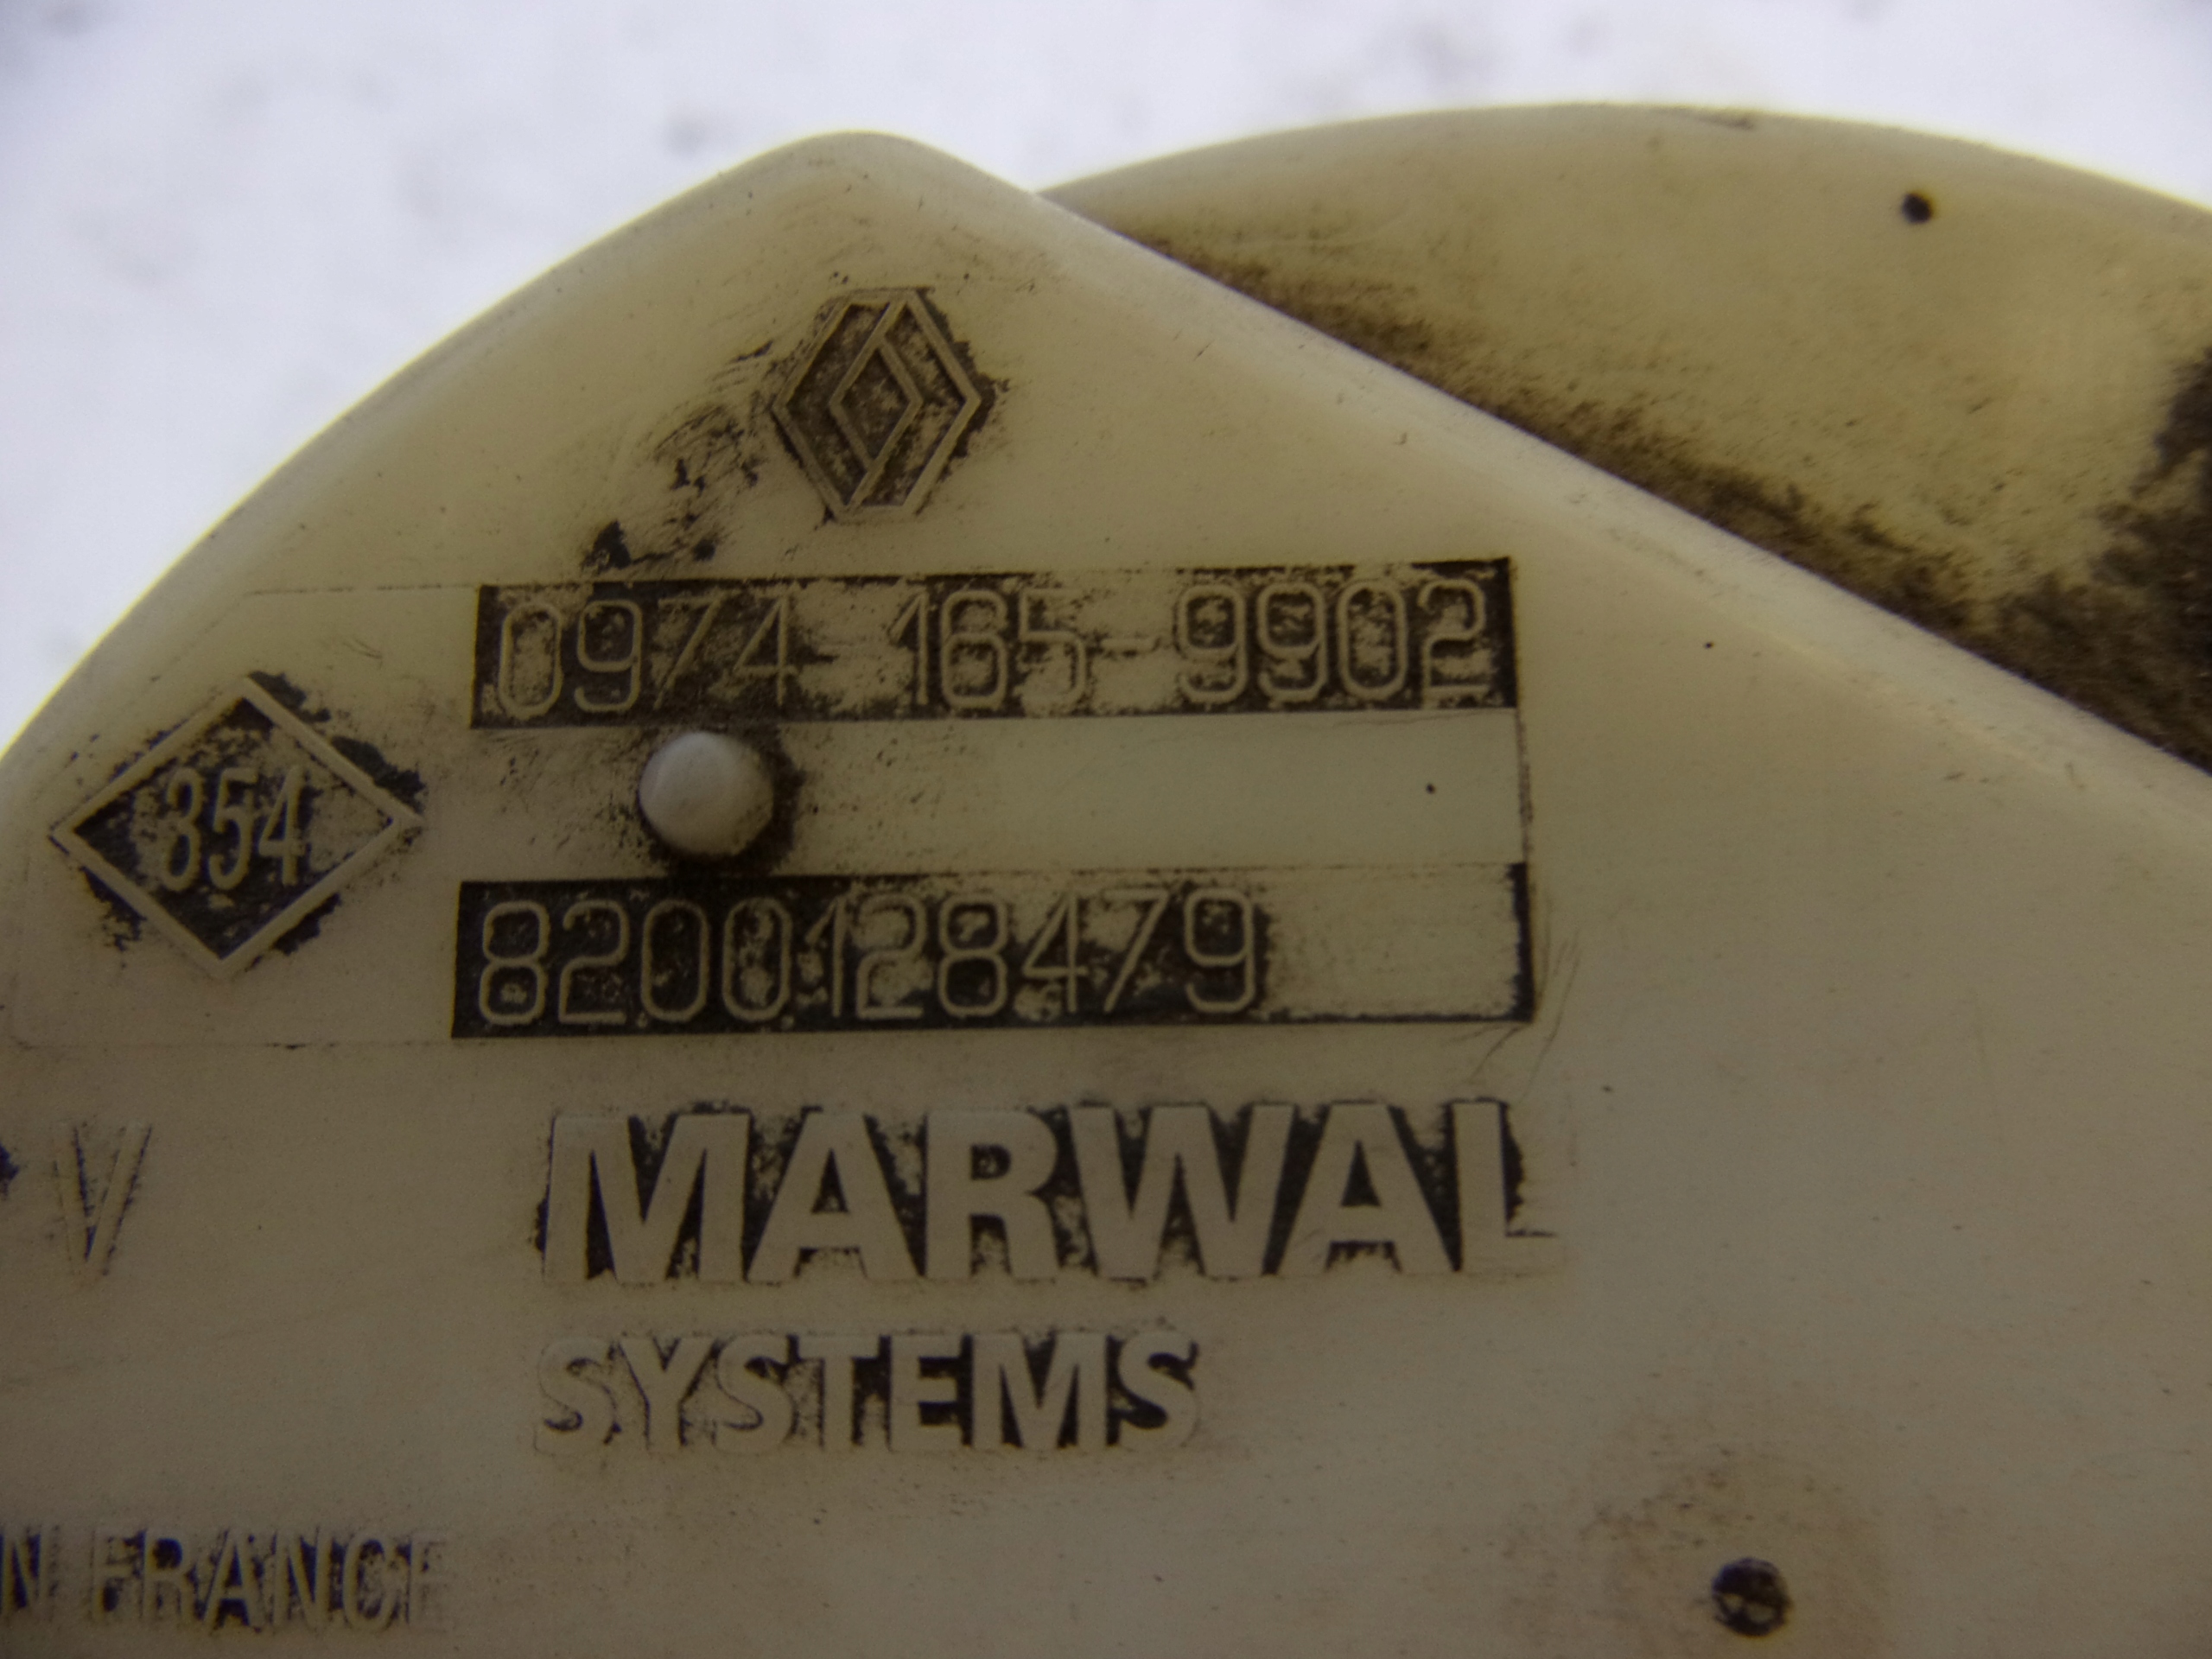 0974-165-9902
354
8200128479
V
MARWAL
SYSTEMS
N FRANCE